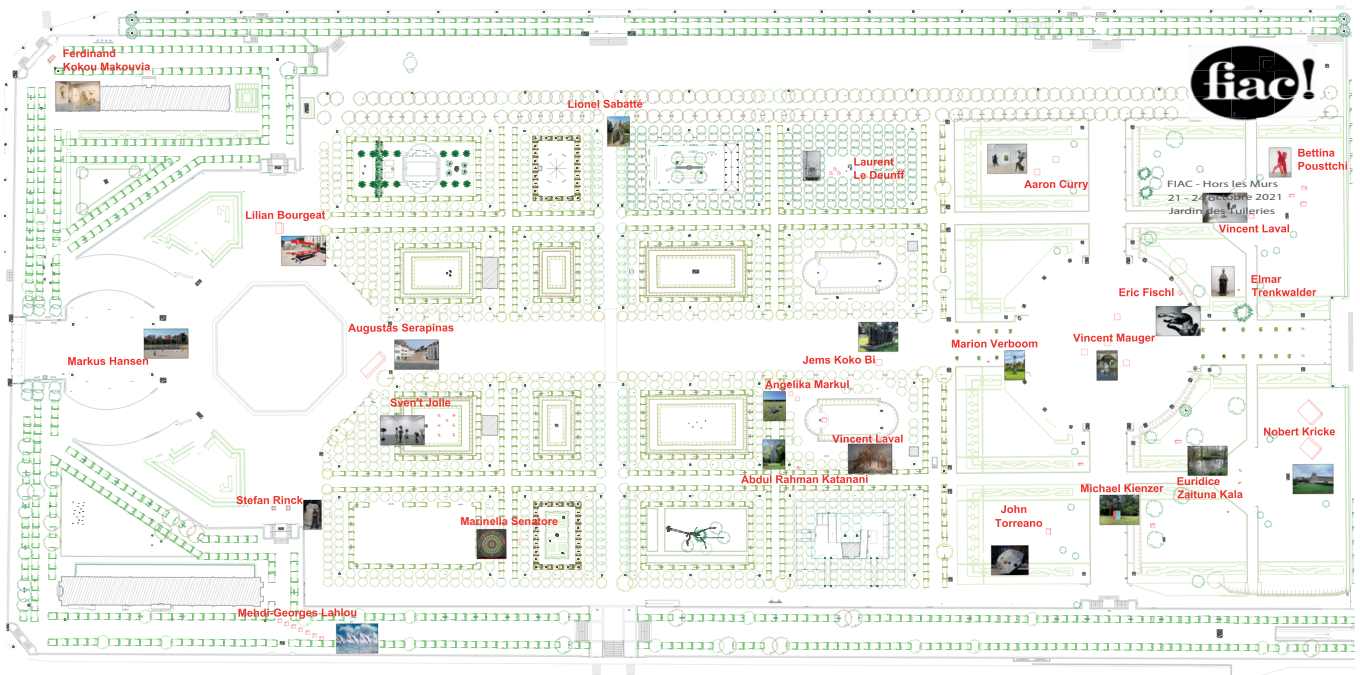 Ferdinand
Kokou Makouvia
fiac!
Lionel Sabatté
Laurent
Le Deunff
Bettina
Pousttchi
Aaron Curry
FIAC - Hors les Murs
21 - 24 octobre 2021
Jardin des Tuileries
Lilian Bourgeat
Vincent Laval
Elmar
Trenkwalder
Eric Fischl
Augustas Serapinas
Marion Verboom
Vincent Mauger
Markus Hansen
Jems Koko Bi
Angelika Markul
Sven't Jolle
Vincent Laval
Nobert Kricke
Abdul Rahman Katanani
Euridice
Zaituna Kala
Michael Kienzer
Stefan Rinck
John
Torreano
Marinella Senatore
Mehdi-Georges Lahlou